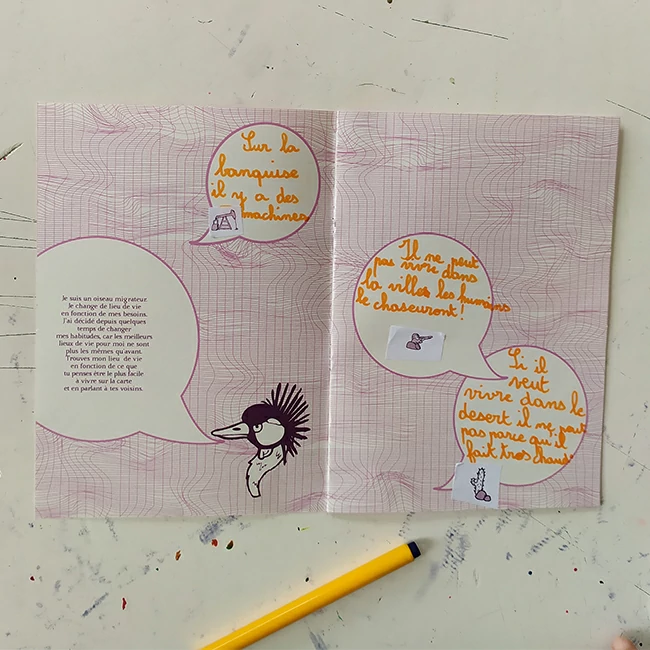 Je suis un oiseau migrateur
Je change de lieu de vie
en fonction de mes besoins.
J'ai décidé depuis quelques
temps de changer
mes habitudes, car les meilleurs
lieux de vie pour moi ne sont
plus les mêmes qu'avant.
Trouves mon lieu de vie
en fonction de ce que
tu penses être le plus facile
à vivre sur la carte
et en parlant à tes voisins.
Sur la
banquise
il y a des
machines
Il ne peut
pas vivre dans
la ville les humains
le chaseuront!
Si il
veut
vivre dans le
desert il ne peut
pas parce qu'il
fait tros chaud